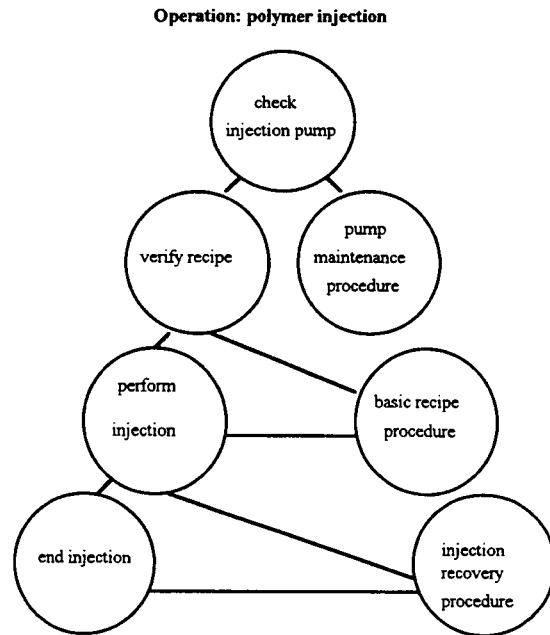 Operation: polymer injection
check
injection pump
verify recipe
pump
maintenance
procedure
perform
injection
basic recipe
procedure
end injection
injection
recovery
procedure